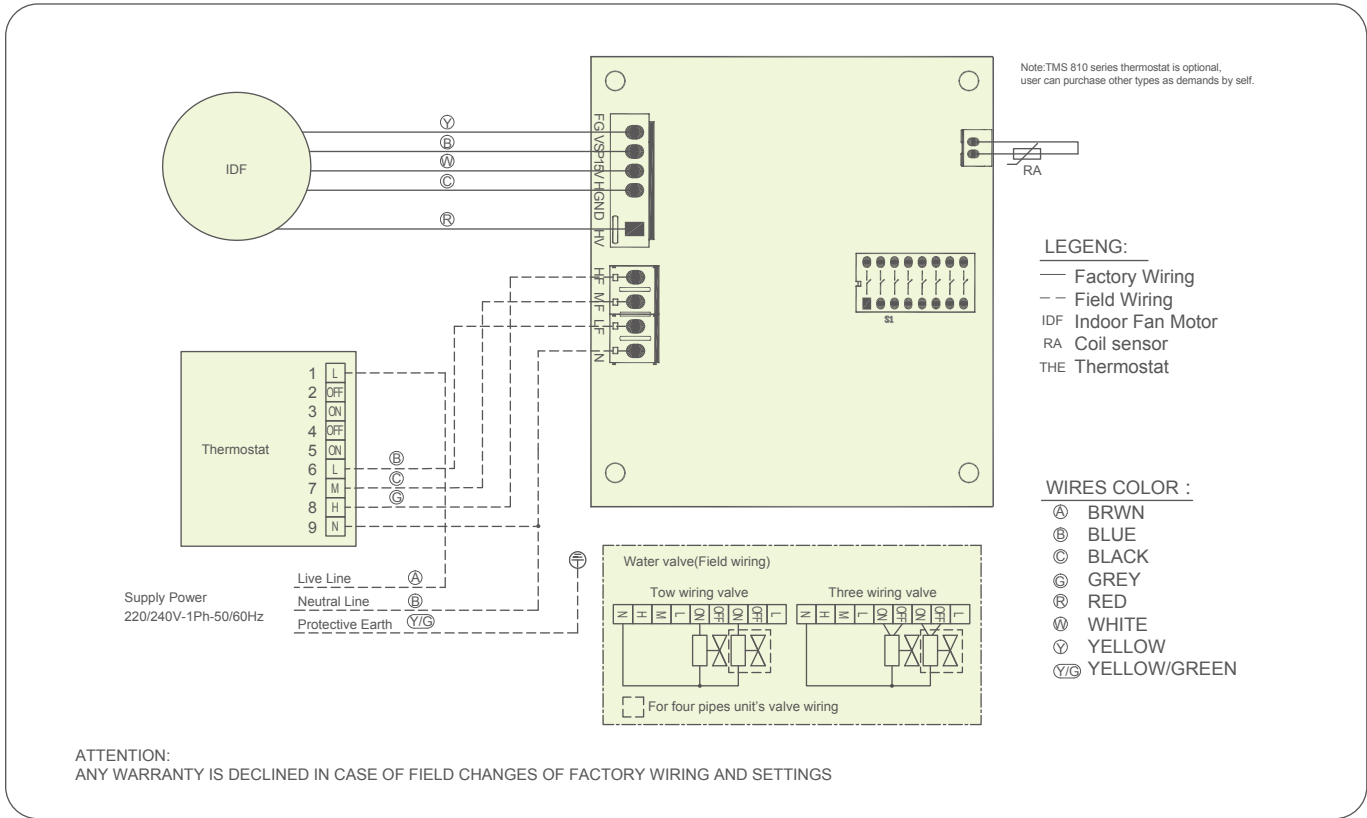 Note:TMS 810 series thermostat is optional,
user can purchase other types as demands by self.
IDF
Ⓨ
Ⓑ
Ⓦ
Ⓒ
Ⓡ
FG VSP 15V HGND HV
HF MF LF N
RA
S1
LEGENG:
Factory Wiring
Field Wiring
IDF Indoor Fan Motor
RA Coil sensor
THE Thermostat
Thermostat
1 L
2 OFF
3 ON
4 OFF
5 ON
6 L
7 M
8 H
9 N
Ⓑ
Ⓒ
Ⓖ
Supply Power
220/240V-1Ph-50/60Hz
Live Line Ⓐ
Neutral Line Ⓑ
Protective Earth Y/G
Water valve(Field wiring)
Tow wiring valve
N H M L ON OFF ON OFF L
Three wiring valve
N H M L ON OFF ON OFF L
For four pipes unit's valve wiring
WIRES COLOR :
Ⓐ BRWN
Ⓑ BLUE
Ⓒ BLACK
Ⓖ GREY
Ⓡ RED
Ⓦ WHITE
Ⓨ YELLOW
Y/G YELLOW/GREEN
ATTENTION:
ANY WARRANTY IS DECLINED IN CASE OF FIELD CHANGES OF FACTORY WIRING AND SETTINGS